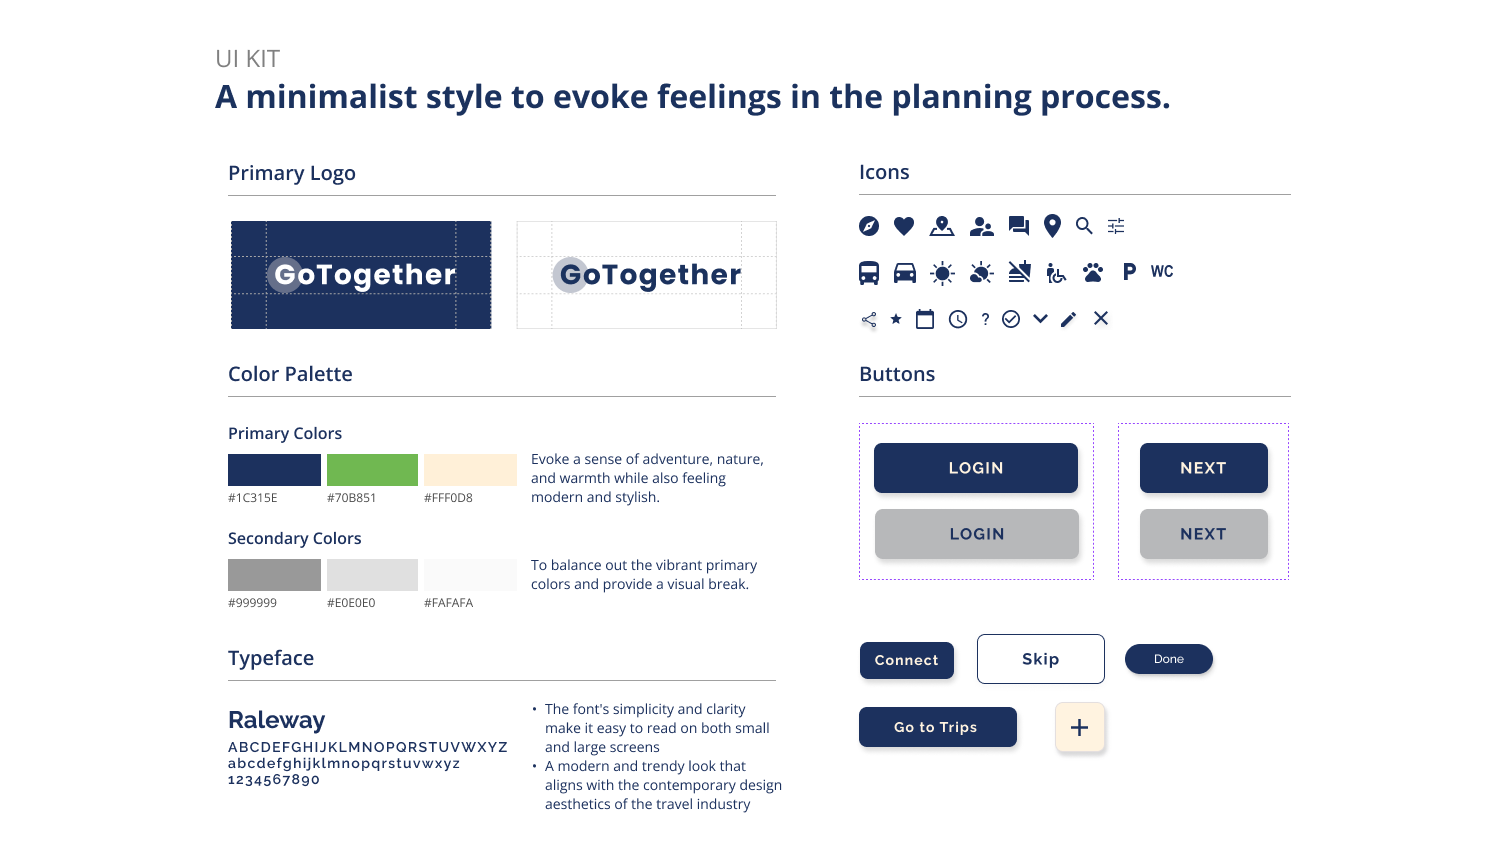 UI KIT
A minimalist style to evoke feelings in the planning process.
Primary Logo
GoTogether
GoTogether
Color Palette
Primary Colors
#1C315E
#70B851
#FFF0D8
Evoke a sense of adventure, nature,
and warmth while also feeling
modern and stylish.
Secondary Colors
#999999
#E0E0E0
#FAFAFA
To balance out the vibrant primary
colors and provide a visual break.
Typeface
Raleway
ABCDEFGHIJKLMNOPQRSTUVWXYZ
abcdefghijklmnopqrstuvwxyz
1234567890
• The font's simplicity and clarity
make it easy to read on both small
and large screens
• A modern and trendy look that
aligns with the contemporary design
aesthetics of the travel industry
Icons
P WC
?
Buttons
LOGIN
NEXT
LOGIN
NEXT
Connect
Skip
Done
Go to Trips
+